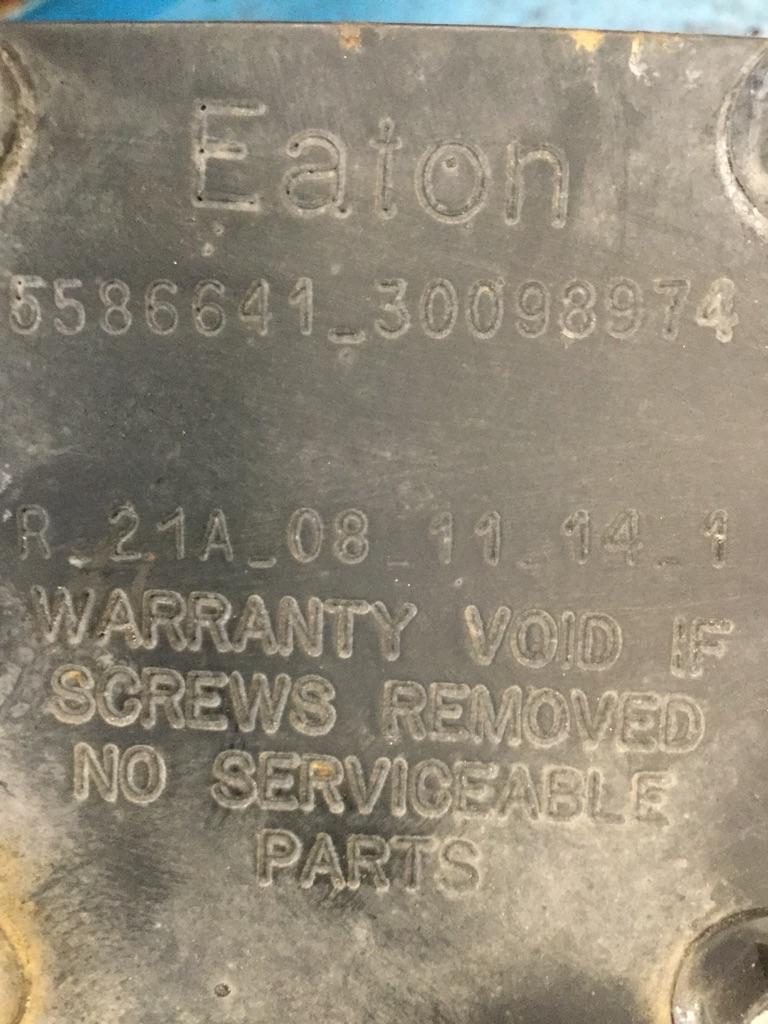 Eaton
5586641_30098974
R_21A_08_11_14_1
WARRANTY VOID IF
SCREWS REMOVED
NO SERVICEABLE
PARTS